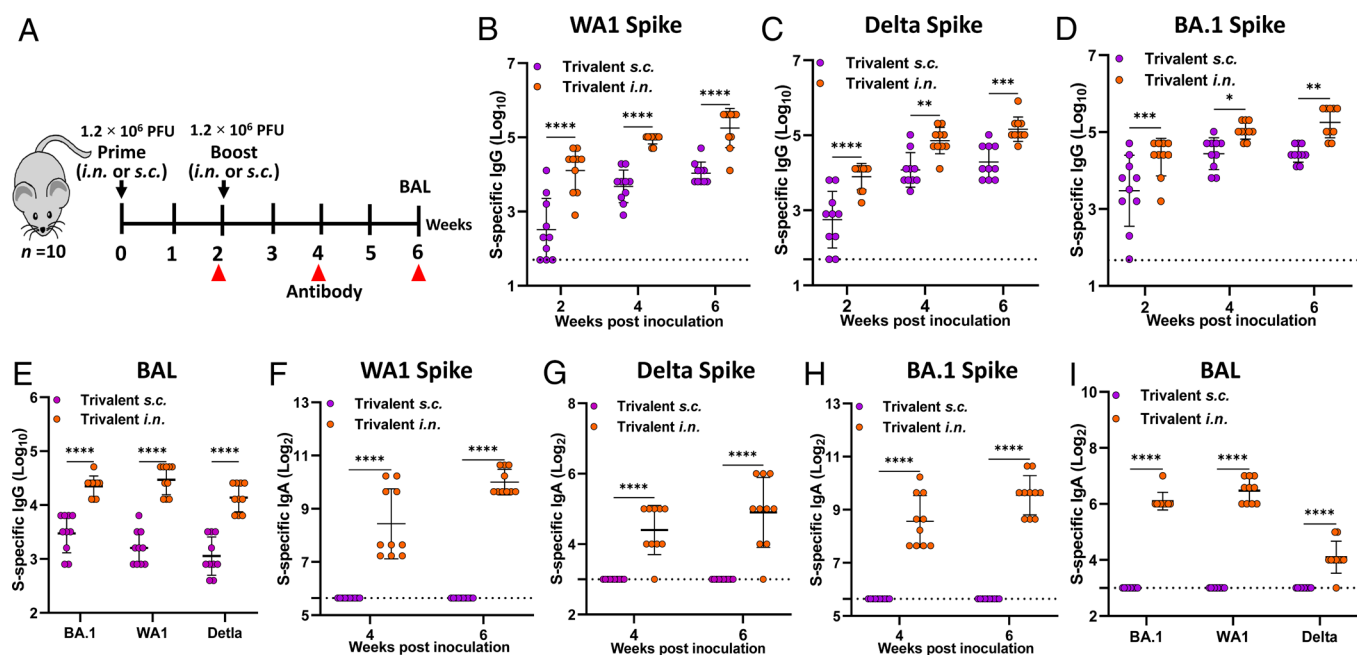 A
1.2 × 10⁶ PFU
Prime
(i.n. or s.c.)
1.2 × 10⁶ PFU
Boost
(i.n. or s.c.)
BAL
Weeks
n =10
0 1 2 3 4 5 6
Antibody
B
WA1 Spike
Trivalent s.c.
Trivalent i.n.
S-specific IgG (Log₁₀)
7
5
3
1
**** **** ****
2 4 6
Weeks post inoculation
C
Delta Spike
Trivalent s.c.
Trivalent i.n.
S-specific IgG (Log₁₀)
7
5
3
1
**** ** ***
2 4 6
Weeks post inoculation
D
BA.1 Spike
Trivalent s.c.
Trivalent i.n.
S-specific IgG (Log₁₀)
7
5
3
1
*** * **
2 4 6
Weeks post inoculation
E
BAL
Trivalent s.c.
Trivalent i.n.
S-specific IgG (Log₁₀)
6
5
4
3
2
**** **** ****
BA.1 WA1 Detla
F
WA1 Spike
Trivalent s.c.
Trivalent i.n.
S-specific IgA (Log₂)
13
11
9
7
5
**** ****
4 6
Weeks post inoculation
G
Delta Spike
Trivalent s.c.
Trivalent i.n.
S-specific IgA (Log₂)
8
6
4
2
**** ****
4 6
Weeks post inoculation
H
BA.1 Spike
Trivalent s.c.
Trivalent i.n.
S-specific IgA (Log₂)
13
11
9
7
5
**** ****
4 6
Weeks post inoculation
I
BAL
Trivalent s.c.
Trivalent i.n.
S-specific IgA (Log₂)
10
8
6
4
2
**** **** ****
BA.1 WA1 Delta